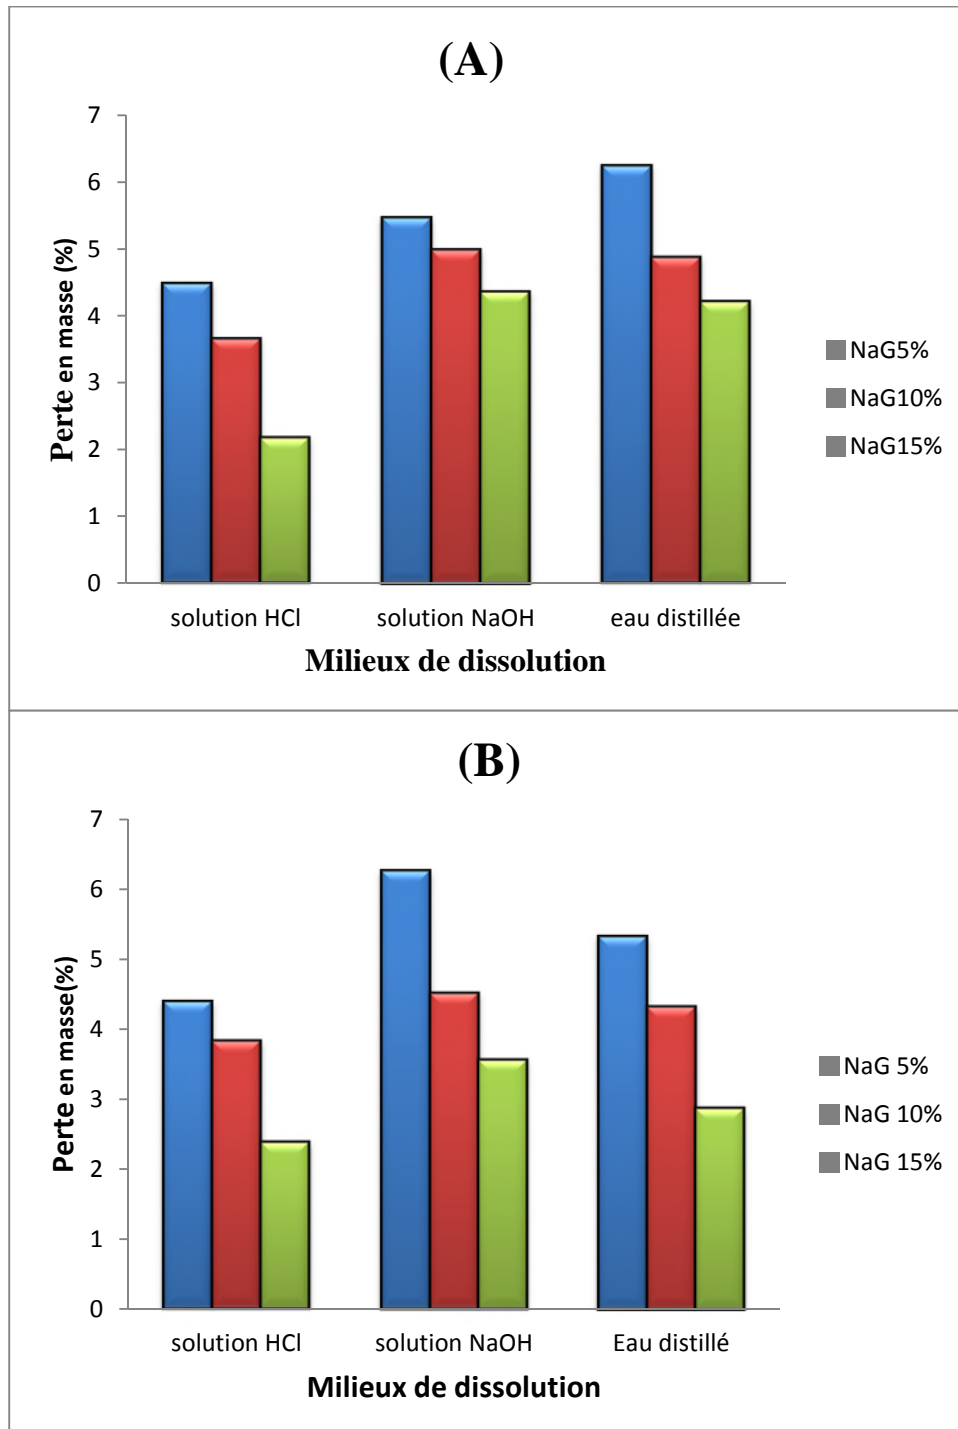 (A)
7
6
5
4
3
2
1
0
Perte en masse (%)
solution HCl
solution NaOH
eau distillée
Milieux de dissolution
NaG5%
NaG10%
NaG15%
(B)
7
6
5
4
3
2
1
0
Perte en masse(%)
solution HCl
solution NaOH
Eau distillé
Milieux de dissolution
NaG 5%
NaG 10%
NaG 15%